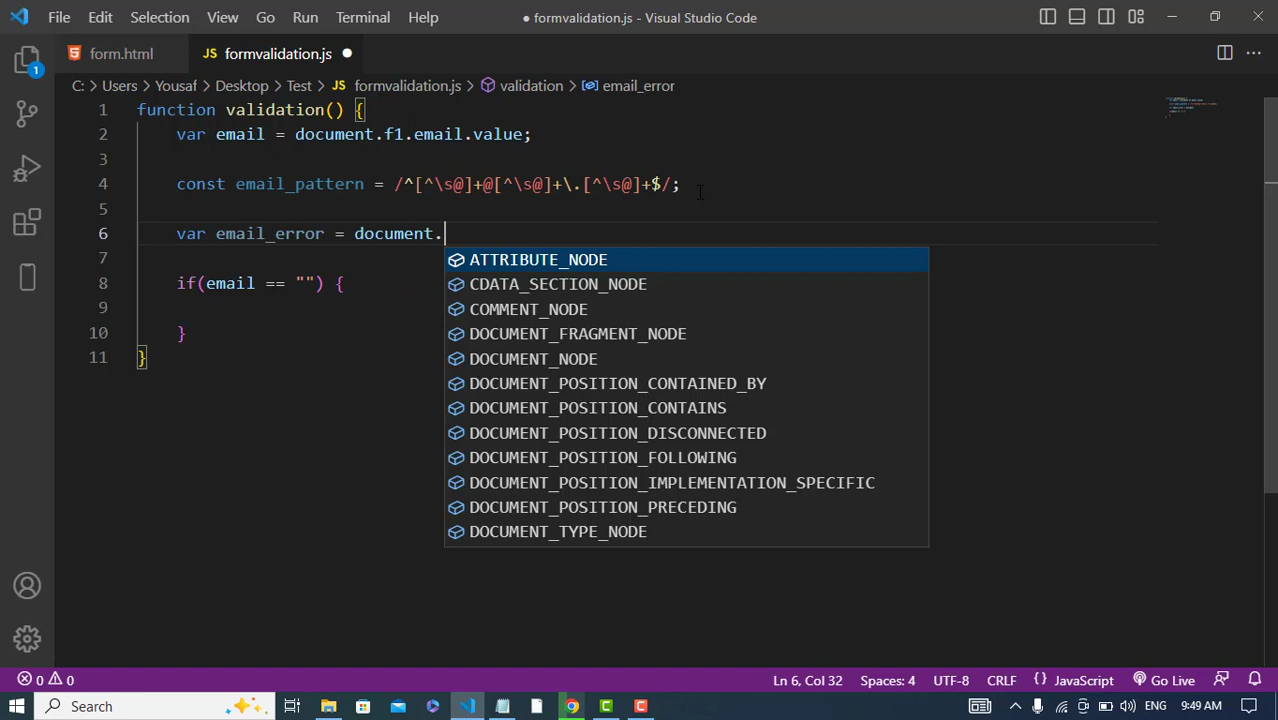 File Edit Selection View Go Run Terminal Help ● formvalidation.js - Visual Studio Code
form.html JS formvalidation.js ●
C: > Users > Yousaf > Desktop > Test > JS formvalidation.js > validation > email_error
1 function validation() {
2 var email = document.f1.email.value;
3
4 const email_pattern = /^[^\s@]+@[^\s@]+\.[^\s@]+$/;
5
6 var email_error = document.
7
8 if(email == "") {
9
10 }
11 }
ATTRIBUTE_NODE
CDATA_SECTION_NODE
COMMENT_NODE
DOCUMENT_FRAGMENT_NODE
DOCUMENT_NODE
DOCUMENT_POSITION_CONTAINED_BY
DOCUMENT_POSITION_CONTAINS
DOCUMENT_POSITION_DISCONNECTED
DOCUMENT_POSITION_FOLLOWING
DOCUMENT_POSITION_IMPLEMENTATION_SPECIFIC
DOCUMENT_POSITION_PRECEDING
DOCUMENT_TYPE_NODE
1
0 0 Ln 6, Col 32 Spaces: 4 UTF-8 CRLF {} JavaScript Go Live
Search ENG 9:49 AM